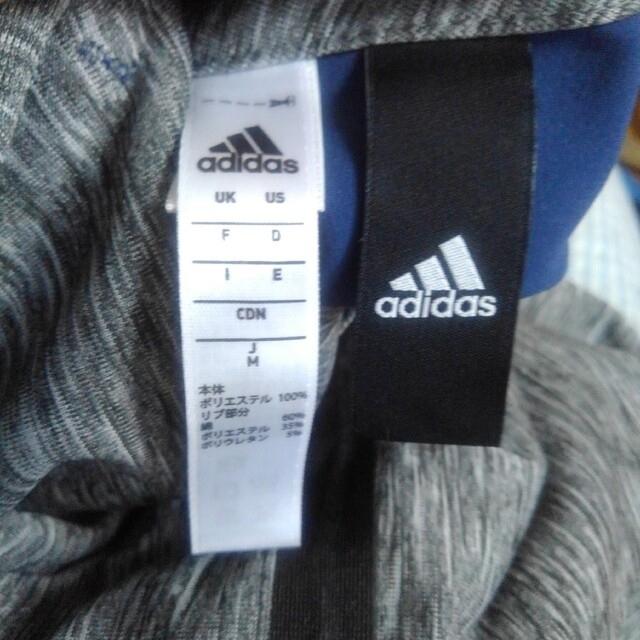 adidas
UK US
F D
I E
CDN
J
M
本体
ポリエステル 100%
リブ部分
綿 60%
ポリエステル 35%
ポリウレタン 5%
adidas